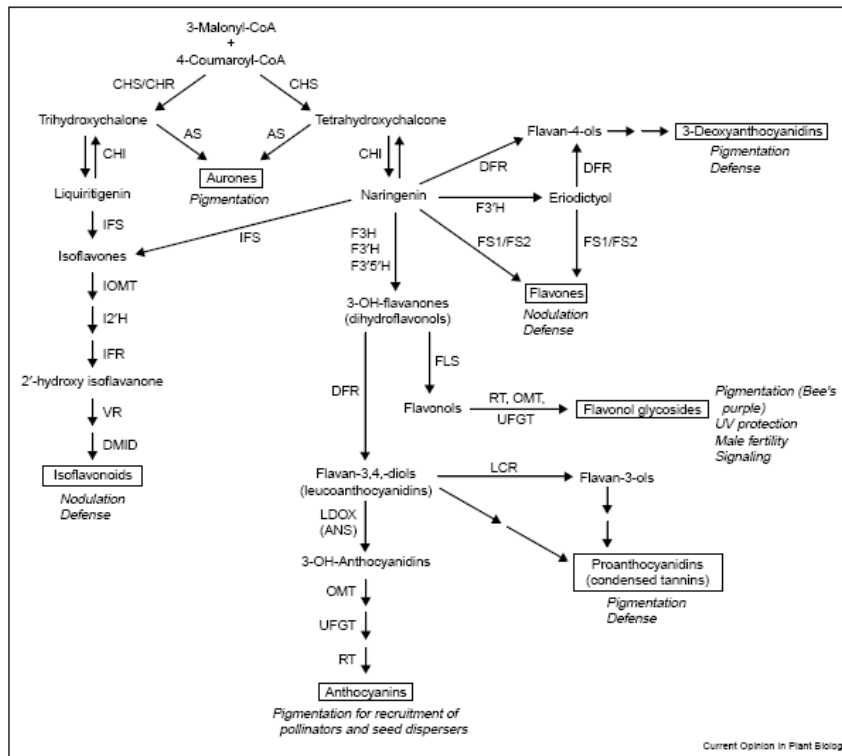 3-Malonyl-CoA
+
4-Coumaroyl-CoA
CHS/CHR
CHS
Trihydroxychalone
Tetrahydroxychalcone
AS
AS
CHI
CHI
Aurones
Pigmentation
Flavan-4-ols
3-Deoxyanthocyanidins
Pigmentation
Defense
DFR
DFR
Liquiritigenin
Naringenin
F3'H
Eriodictyol
IFS
IFS
Isoflavones
F3H
F3'H
F3'5'H
FS1/FS2
FS1/FS2
Flavones
Nodulation
Defense
IOMT
I2'H
IFR
2'-hydroxy isoflavanone
VR
DMID
Isoflavonoids
Nodulation
Defense
3-OH-flavanones
(dihydroflavonols)
FLS
DFR
Flavonols
RT, OMT,
UFGT
Flavonol glycosides
Pigmentation (Bee's
purple)
UV protection
Male fertility
Signaling
Flavan-3,4,-diols
(leucoanthocyanidins)
LCR
Flavan-3-ols
LDOX
(ANS)
Proanthocyanidins
(condensed tannins)
Pigmentation
Defense
3-OH-Anthocyanidins
OMT
UFGT
RT
Anthocyanins
Pigmentation for recruitment of
pollinators and seed dispersers
Current Opinion in Plant Biolog